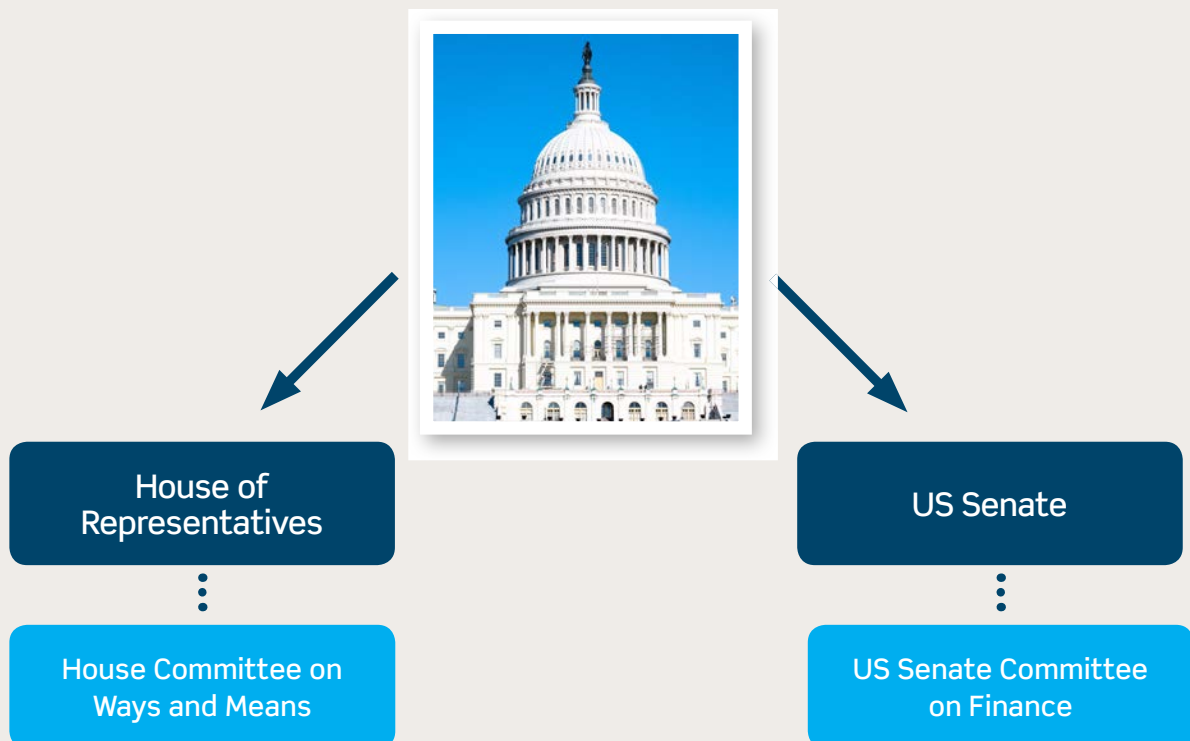 House of
Representatives
US Senate
House Committee on
Ways and Means
US Senate Committee
on Finance